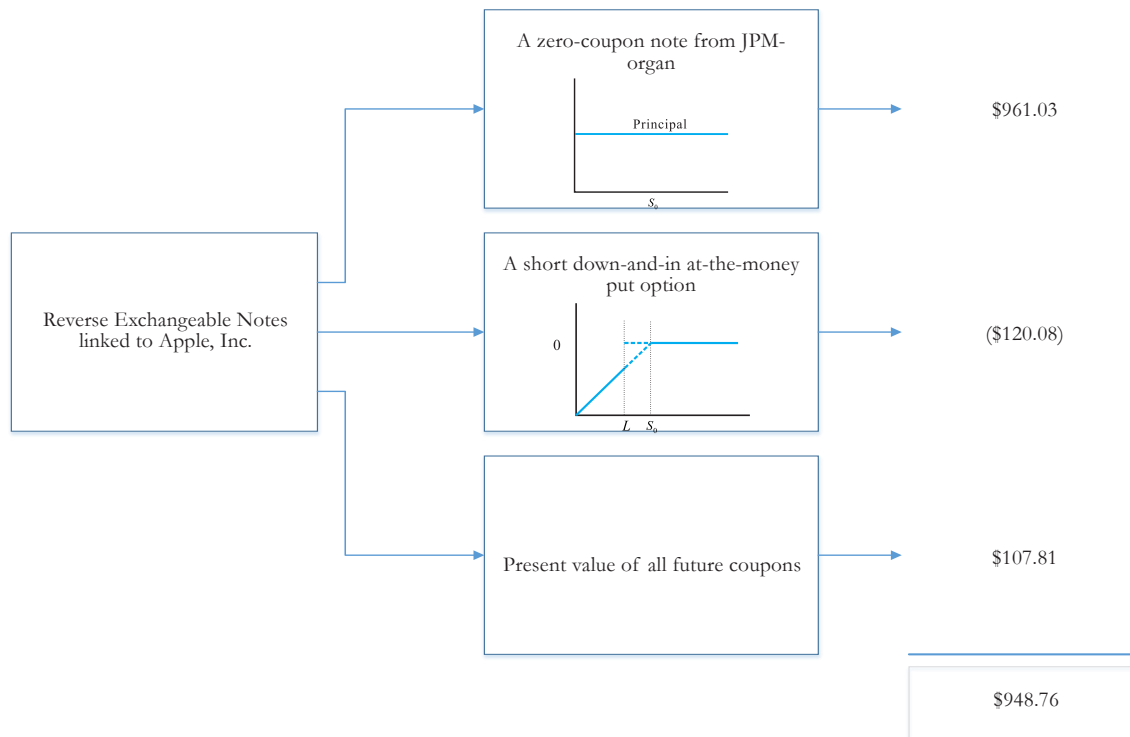 A zero-coupon note from JPM-
organ
Principal
S₀
$961.03
Reverse Exchangeable Notes
linked to Apple, Inc.
A short down-and-in at-the-money
put option
0
L S₀
($120.08)
Present value of all future coupons
$107.81
$948.76